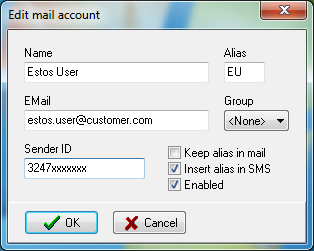 Edit mail account
Name Alias
Estos User EU
EMail Group
estos.user@customer.com <None>
Sender ID Keep alias in mail
3247xxxxxxx Insert alias in SMS
Enabled
OK Cancel